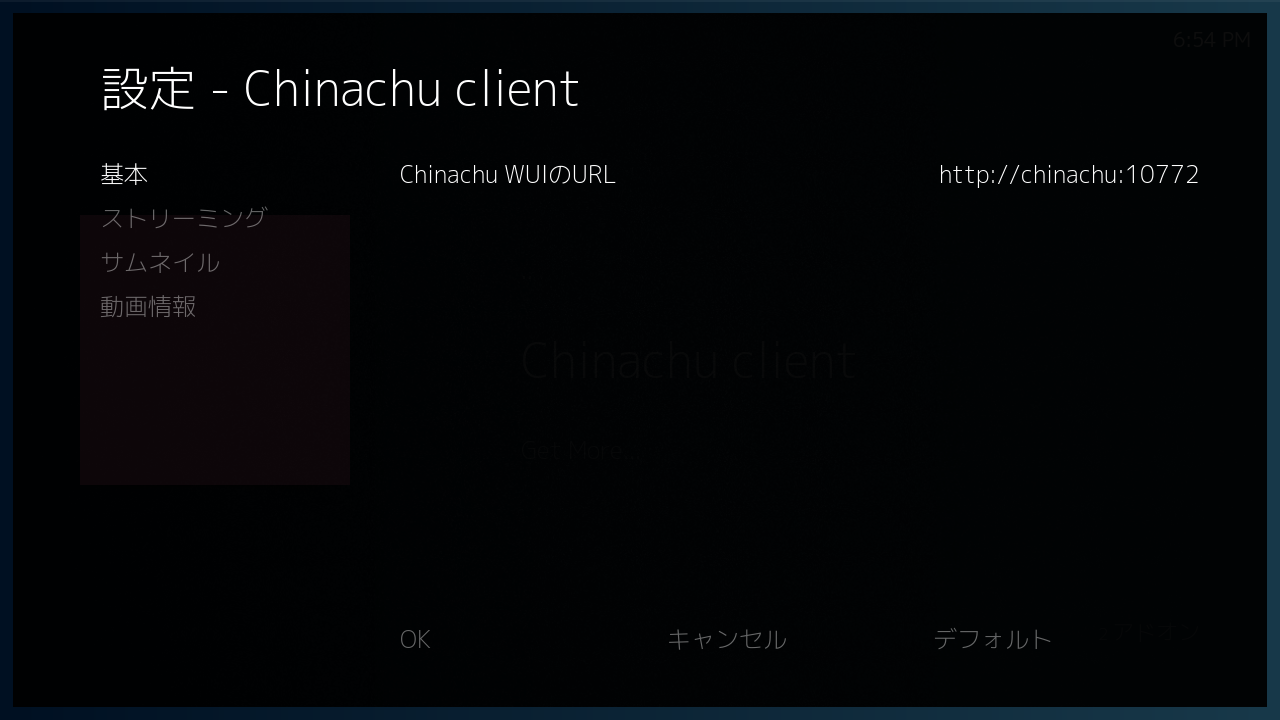 6:54 PM
設定 - Chinachu client
基本
Chinachu WUIのURL
http://chinachu:10772
ストリーミング
サムネイル
動画情報
Chinachu client
Get More...
OK
キャンセル
デフォルト